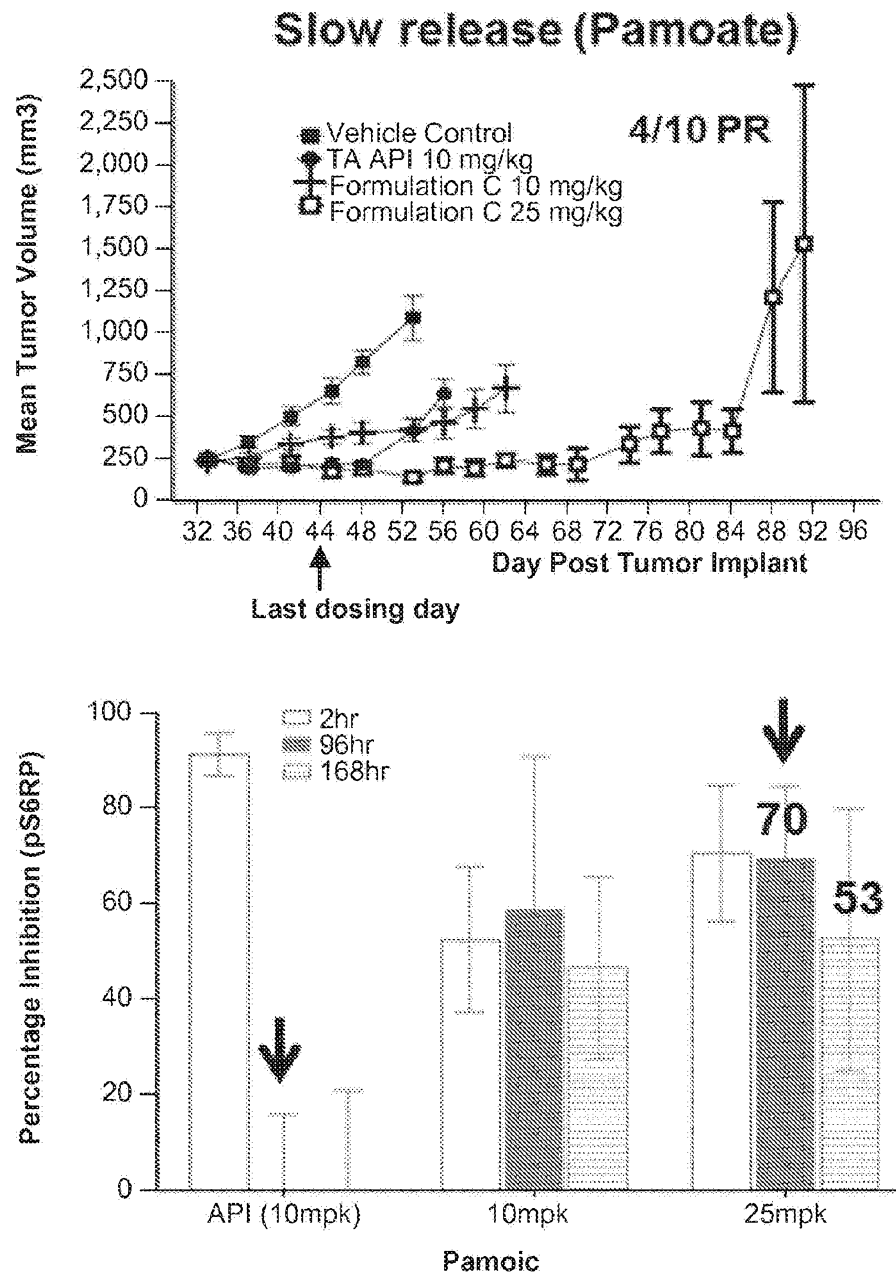 Slow release (Pamoate)
Mean Tumor Volume (mm3)
2,500
2,250
2,000
1,750
1,500
1,250
1,000
750
500
250
0
Vehicle Control
TA API 10 mg/kg
Formulation C 10 mg/kg
Formulation C 25 mg/kg
4/10 PR
32 36 40 44 48 52 56 60 64 68 72 76 80 84 88 92 96
Day Post Tumor Implant
Last dosing day
Percentage Inhibition (pS6RP)
100
80
60
40
20
0
2hr
96hr
168hr
70
53
API (10mpk) 10mpk 25mpk
Pamoic